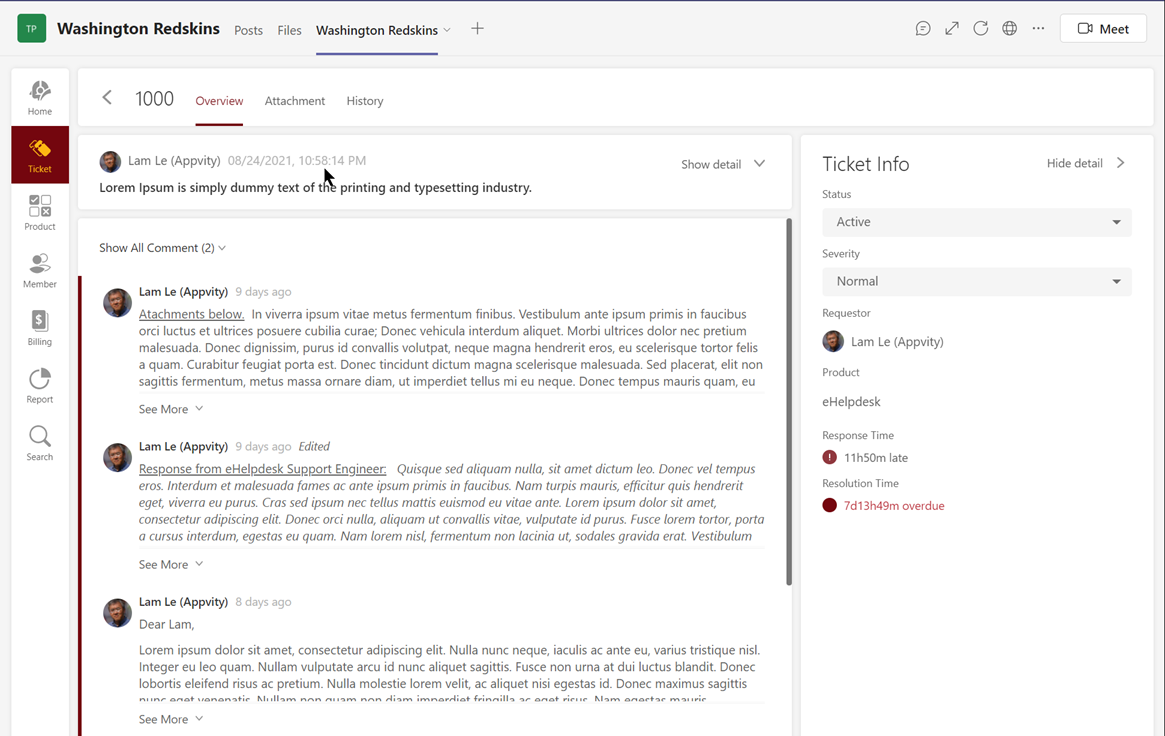 TP Washington Redskins Posts Files Washington Redskins Meet
1000 Overview Attachment History
Home
Ticket
Product
Member
Billing
Report
Search
Lam Le (Appvity) 08/24/2021, 10:58:14 PM
Show detail
Lorem Ipsum is simply dummy text of the printing and typesetting industry.
Show All Comment (2)
Lam Le (Appvity) 9 days ago
Atachments below. In viverra ipsum vitae metus fermentum finibus. Vestibulum ante ipsum primis in faucibus
orci luctus et ultrices posuere cubilia curae; Donec vehicula interdum aliquet. Morbi ultrices dolor nec pretium
malesuada. Donec dignissim, purus id convallis volutpat, neque magna hendrerit eros, eu scelerisque tortor felis
a quam. Curabitur feugiat porta est. Donec tincidunt dictum magna scelerisque malesuada. Sed placerat, elit non
sagittis fermentum, metus massa ornare diam, ut imperdiet tellus mi eu neque. Donec tempus mauris quam, eu
See More
Lam Le (Appvity) 9 days ago Edited
Response from eHelpdesk Support Engineer: Quisque sed aliquam nulla, sit amet dictum leo. Donec vel tempus
eros. Interdum et malesuada fames ac ante ipsum primis in faucibus. Nam turpis mauris, efficitur quis hendrerit
eget, viverra eu purus. Cras sed ipsum nec tellus mattis euismod eu vitae ante. Lorem ipsum dolor sit amet,
consectetur adipiscing elit. Donec orci nulla, aliquam ut convallis vitae, vulputate id purus. Fusce lorem tortor, porta
a cursus interdum, egestas eu quam. Nam lorem nisl, fermentum non lacinia ut, sodales gravida erat. Vestibulum
See More
Lam Le (Appvity) 8 days ago
Dear Lam,
Lorem ipsum dolor sit amet, consectetur adipiscing elit. Nulla nunc neque, iaculis ac ante eu, varius tristique nisl.
Integer eu leo quam. Nullam vulputate arcu id nunc aliquet sagittis. Fusce non urna at dui luctus blandit. Donec
lobortis eleifend risus ac pretium. Nulla molestie lorem velit, ac aliquet nisi egestas id. Donec maximus sagittis
nunc eget venenatis. Nullam non quam non diam imperdiet fringilla ac eget risus. Nam egestas mauris
See More
Ticket Info
Hide detail
Status
Active
Severity
Normal
Requestor
Lam Le (Appvity)
Product
eHelpdesk
Response Time
11h50m late
Resolution Time
7d13h49m overdue